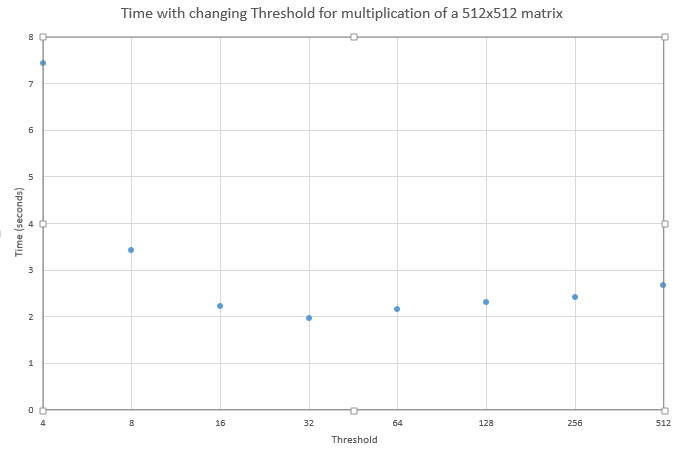 Time with changing Threshold for multiplication of a 512x512 matrix
8
7
6
5
4
3
2
1
0
Time (seconds)
4 8 16 32 64 128 256 512
Threshold